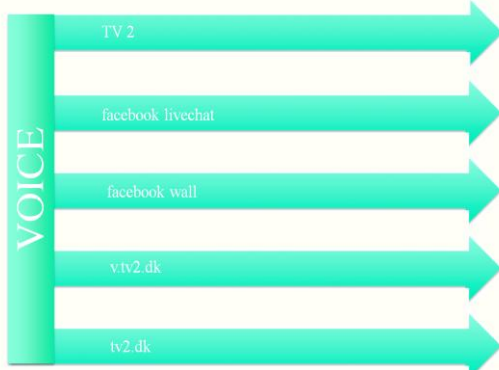 VOICE
TV 2
facebook livechat
facebook wall
v.tv2.dk
tv2.dk